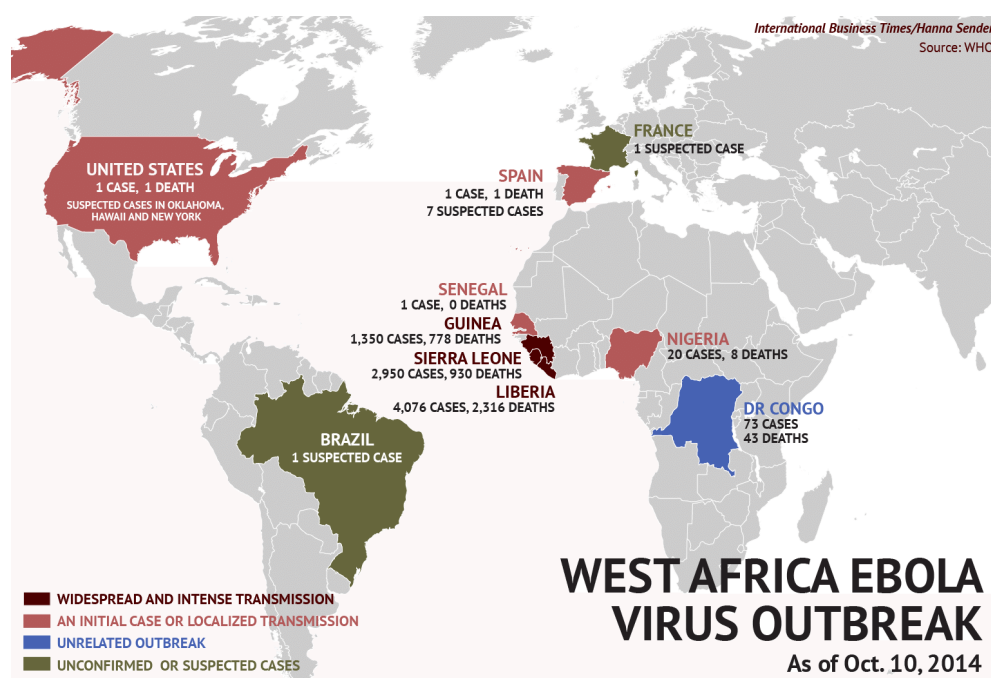 International Business Times/Hanna Sender
Source: WHO
FRANCE
1 SUSPECTED CASE
UNITED STATES
1 CASE, 1 DEATH
SUSPECTED CASES IN OKLAHOMA,
HAWAII AND NEW YORK
SPAIN
1 CASE, 1 DEATH
7 SUSPECTED CASES
SENEGAL
1 CASE, 0 DEATHS
GUINEA
1,350 CASES, 778 DEATHS
SIERRA LEONE
2,950 CASES, 930 DEATHS
LIBERIA
4,076 CASES, 2,316 DEATHS
NIGERIA
20 CASES, 8 DEATHS
DR CONGO
73 CASES
43 DEATHS
BRAZIL
1 SUSPECTED CASE
WEST AFRICA EBOLA
VIRUS OUTBREAK
As of Oct. 10, 2014
WIDESPREAD AND INTENSE TRANSMISSION
AN INITIAL CASE OR LOCALIZED TRANSMISSION
UNRELATED OUTBREAK
UNCONFIRMED OR SUSPECTED CASES